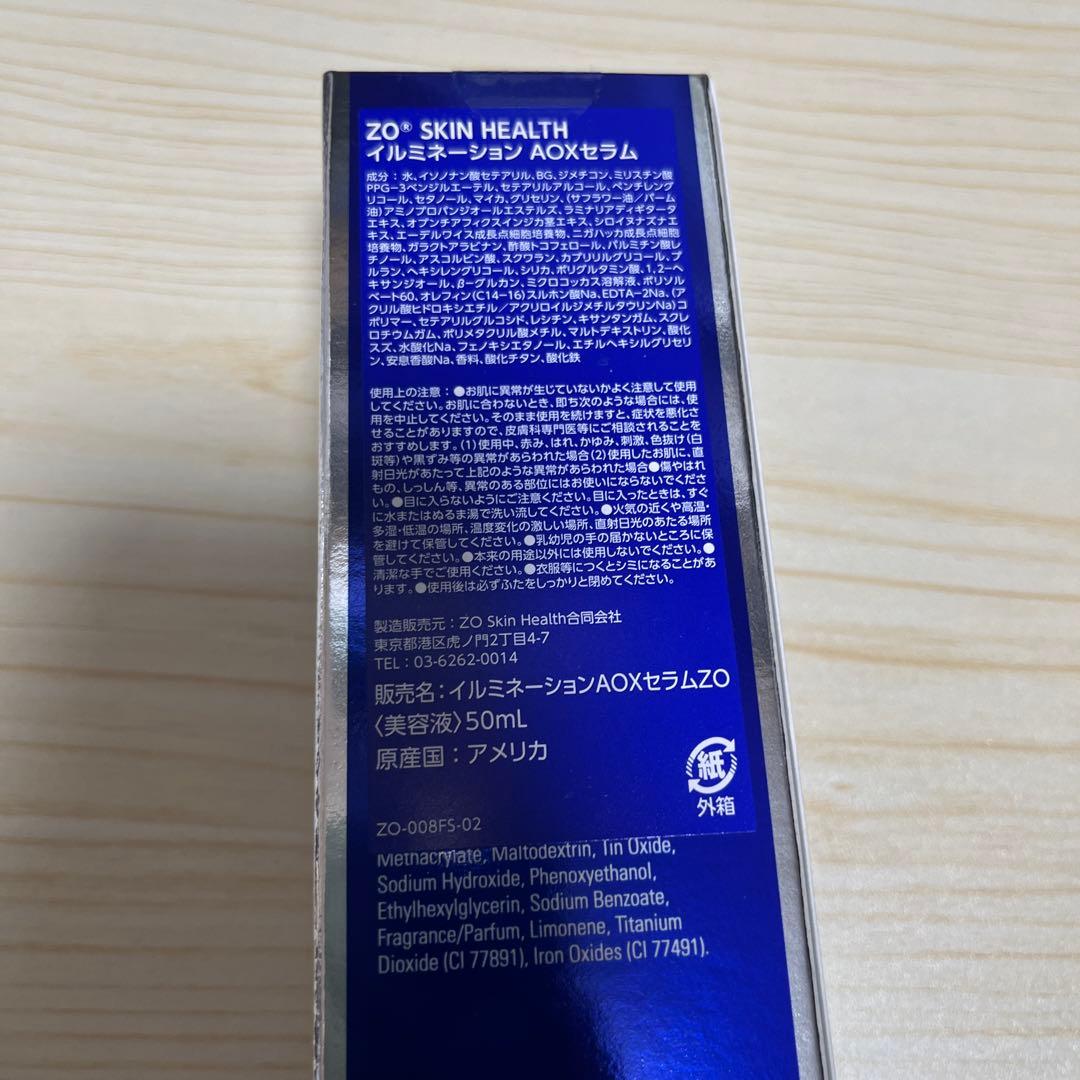 ZO® SKIN HEALTH
イルミネーション AOXセラム
成分：水、イソノナン酸セテアリル、BG、ジメチコン、ミリスチン酸
PPG-3ベンジルエーテル、セテアリルアルコール、ペンチレング
リコール、セタノール、マイカ、グリセリン、(サフラワー油/パーム
油)アミノプロパンジオールエステルズ、ラミナリアディギタータ
エキス、オプンチアフィクスインジカ茎エキス、シロイヌナズナエ
キス、エーデルワイス成長点細胞培養物、ニガハッカ成長点細胞
培養物、ガラクトアラビナン、酢酸トコフェロール、パルミチン酸レ
チノール、アスコルビン酸、スクワラン、カプリリルグリコール、プ
ルラン、ヘキシレングリコール、シリカ、ポリグルタミン酸、1,2-ヘ
キサンジオール、β-グルカン、ミクロコッカス溶解液、ポリソル
ベート60、オレフィン(C14-16)スルホン酸Na、EDTA-2Na、(ア
クリル酸ヒドロキシエチル/アクリロイルジメチルタウリンNa)コ
ポリマー、セテアリルグルコシド、レシチン、キサンタンガム、スクレ
ロチウムガム、ポリメタクリル酸メチル、マルトデキストリン、酸化
スズ、水酸化Na、フェノキシエタノール、エチルヘキシルグリセリ
ン、安息香酸Na、香料、酸化チタン、酸化鉄
使用上の注意：●お肌に異常が生じていないかよく注意して使用
してください。お肌に合わないとき、即ち次のような場合には、使
用を中止してください。そのまま使用を続けますと、症状を悪化さ
せることがありますので、皮膚科専門医等にご相談されることを
おすすめします。(1)使用中、赤み、はれ、かゆみ、刺激、色抜け(白
斑等)や黒ずみ等の異常があらわれた場合(2)使用したお肌に、直
射日光があたって上記のような異常があらわれた場合●傷やはれ
もの、しっしん等、異常のある部位にはお使いにならないでくださ
い。●目に入らないようにご注意ください。目に入ったときは、すぐ
に水またはぬるま湯で洗い流してください。●火気の近くや高温・
多湿・低温の場所、温度変化の激しい場所、直射日光のあたる場所
を避けて保管してください。●乳幼児の手の届かないところに保
管してください。●本来の用途以外には使用しないでください。●
清潔な手でご使用ください。●衣服等につくとシミになることがあ
ります。●使用後は必ずふたをしっかりと閉めてください。
製造販売元：ZO Skin Health合同会社
東京都港区虎ノ門2丁目4-7
TEL：03-6262-0014
販売名：イルミネーションAOXセラムZO
〈美容液〉50mL
原産国：アメリカ
紙
外箱
ZO-008FS-02
Methacrylate, Maltodextrin, Tin Oxide,
Sodium Hydroxide, Phenoxyethanol,
Ethylhexylglycerin, Sodium Benzoate,
Fragrance/Parfum, Limonene, Titanium
Dioxide (CI 77891), Iron Oxides (CI 77491).